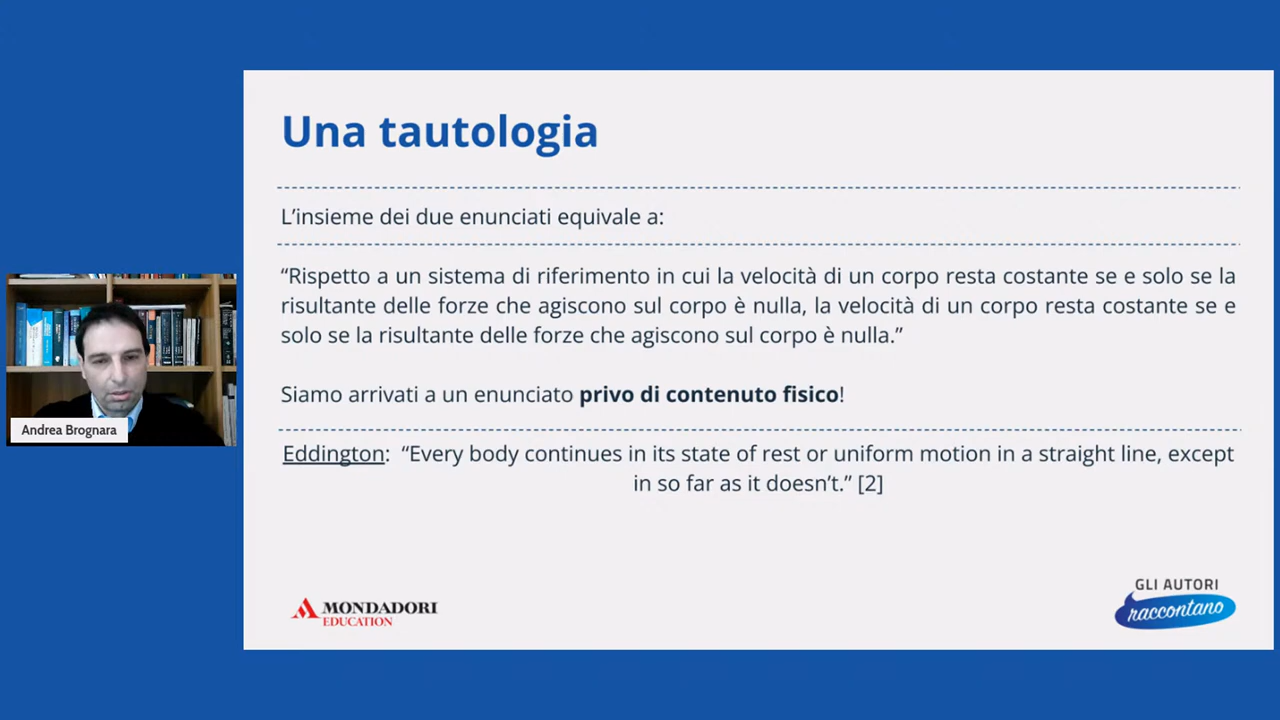 Una tautologia
L’insieme dei due enunciati equivale a:
“Rispetto a un sistema di riferimento in cui la velocità di un corpo resta costante se e solo se la
risultante delle forze che agiscono sul corpo è nulla, la velocità di un corpo resta costante se e
solo se la risultante delle forze che agiscono sul corpo è nulla.”
Siamo arrivati a un enunciato privo di contenuto fisico!
Eddington: “Every body continues in its state of rest or uniform motion in a straight line, except
in so far as it doesn’t.” [2]
Andrea Brognara
MONDADORI
EDUCATION
GLI AUTORI
raccontano